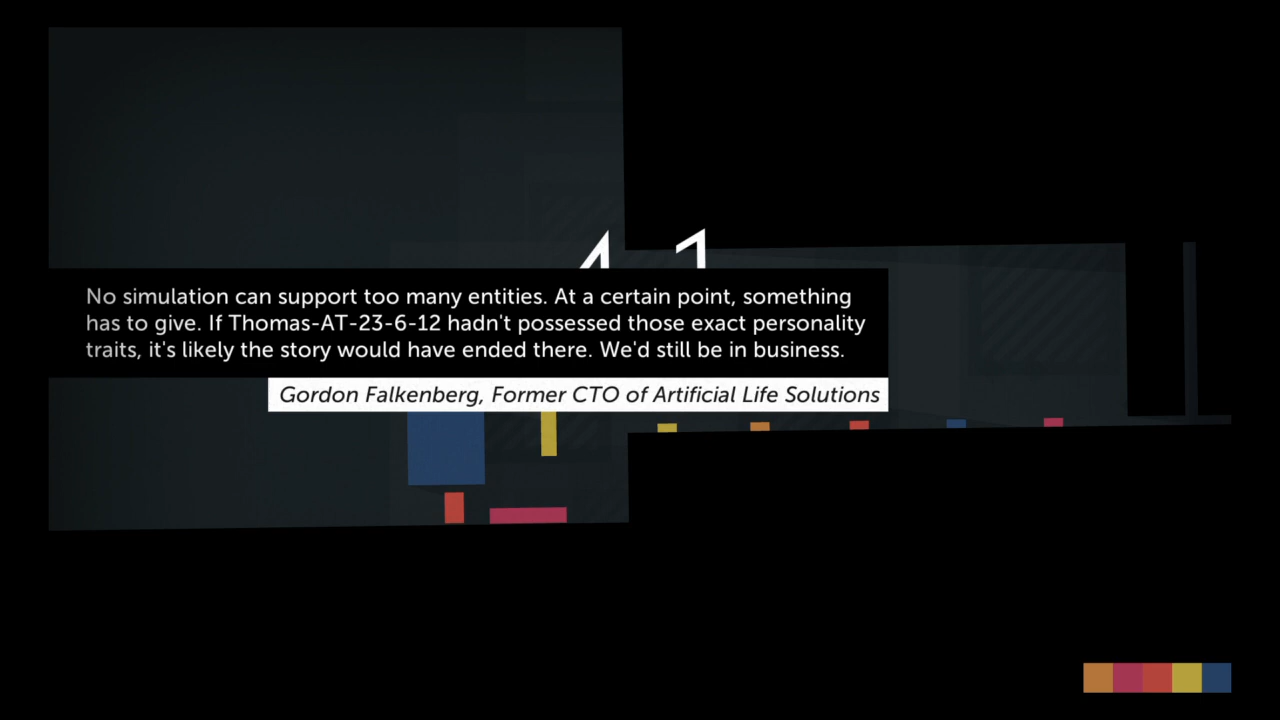 No simulation can support too many entities. At a certain point, something
has to give. If Thomas-AT-23-6-12 hadn't possessed those exact personality
traits, it's likely the story would have ended there. We'd still be in business.
Gordon Falkenberg, Former CTO of Artificial Life Solutions